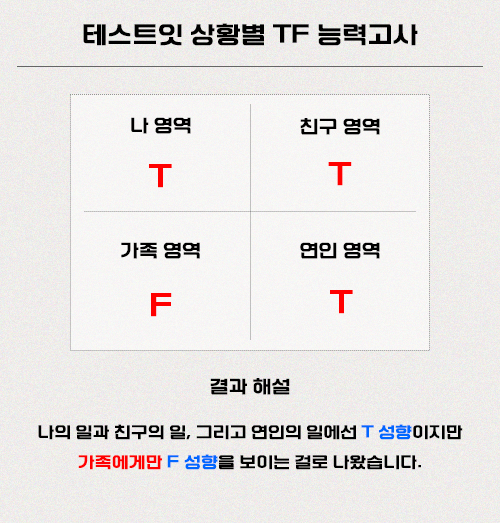 테스트잇 상황별 TF 능력고사
나 영역
T
친구 영역
T
가족 영역
F
연인 영역
T
결과 해설
나의 일과 친구의 일, 그리고 연인의 일에선 T 성향이지만
가족에게만 F 성향을 보이는 걸로 나왔습니다.